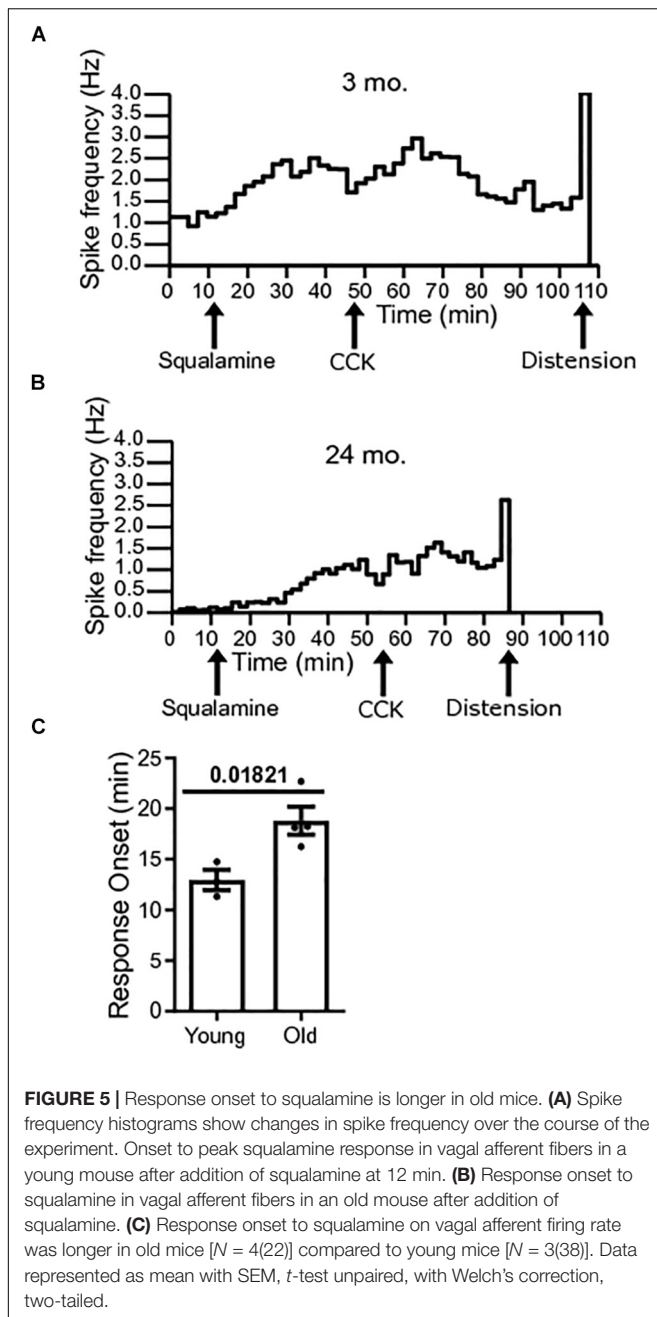 A
3 mo.
Spike frequency (Hz)
4.0
3.5
3.0
2.5
2.0
1.5
1.0
0.5
0.0
0 10 20 30 40 50 60 70 80 90 100 110
Time (min)
Squalamine CCK Distension
B
24 mo.
Spike frequency (Hz)
4.0
3.5
3.0
2.5
2.0
1.5
1.0
0.5
0.0
0 10 20 30 40 50 60 70 80 90 100 110
Time (min)
Squalamine CCK Distension
C
Response Onset (min)
25
20
15
10
5
0
0.01821
Young Old
FIGURE 5 | Response onset to squalamine is longer in old mice. (A) Spike
frequency histograms show changes in spike frequency over the course of the
experiment. Onset to peak squalamine response in vagal afferent fibers in a
young mouse after addition of squalamine at 12 min. (B) Response onset to
squalamine in vagal afferent fibers in an old mouse after addition of
squalamine. (C) Response onset to squalamine on vagal afferent firing rate
was longer in old mice [N = 4(22)] compared to young mice [N = 3(38)]. Data
represented as mean with SEM, t-test unpaired, with Welch's correction,
two-tailed.